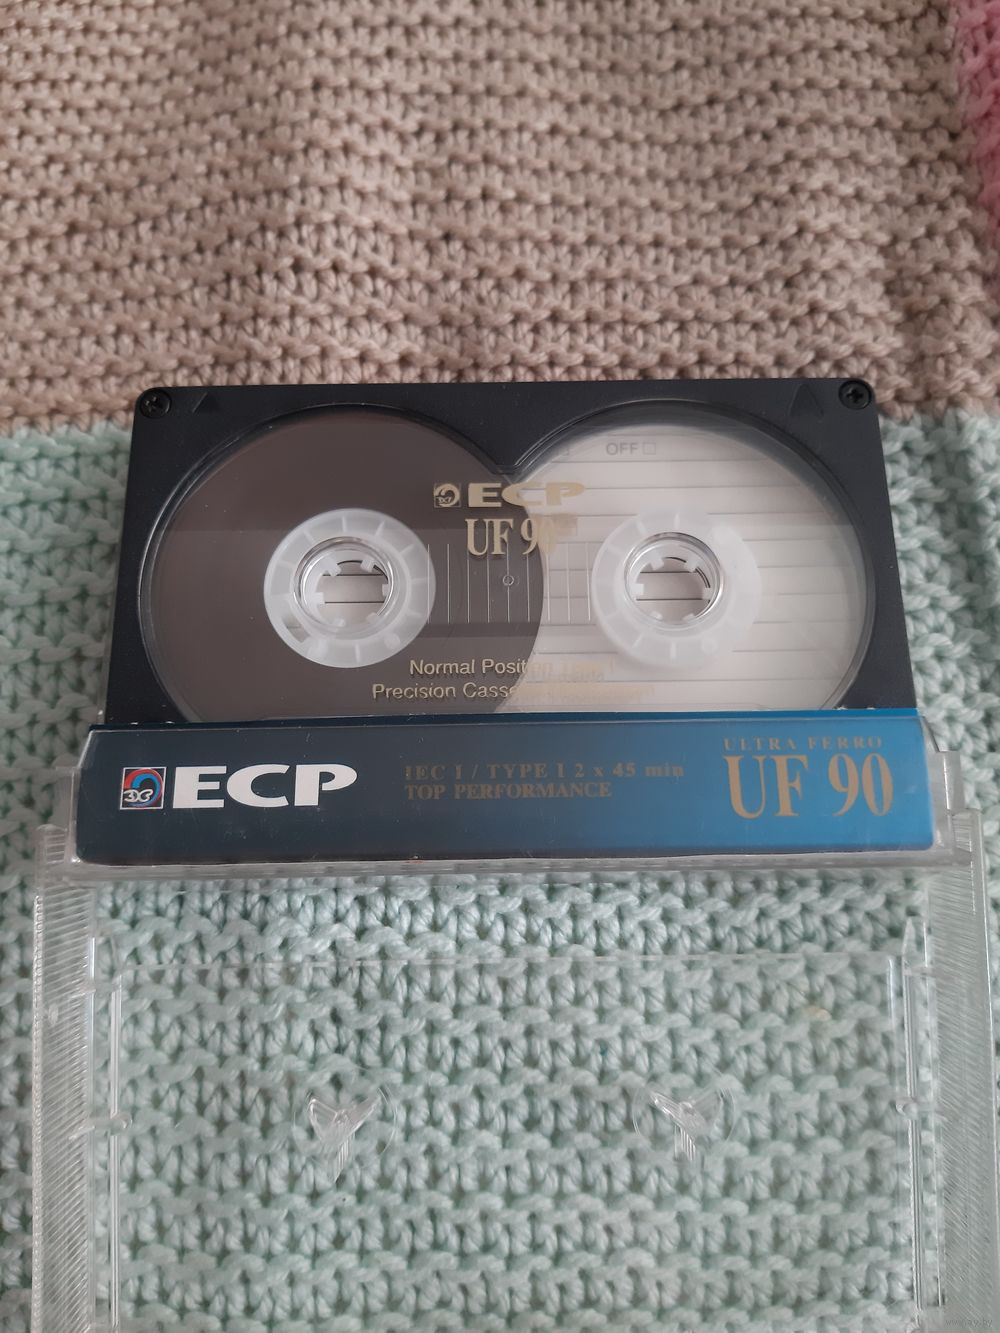 OFF
ECP
UF 90
Normal Position Type I
Precision Cassette
ULTRA FERRO
ECP
IEC I / TYPE I 2 x 45 min
TOP PERFORMANCE
UF 90